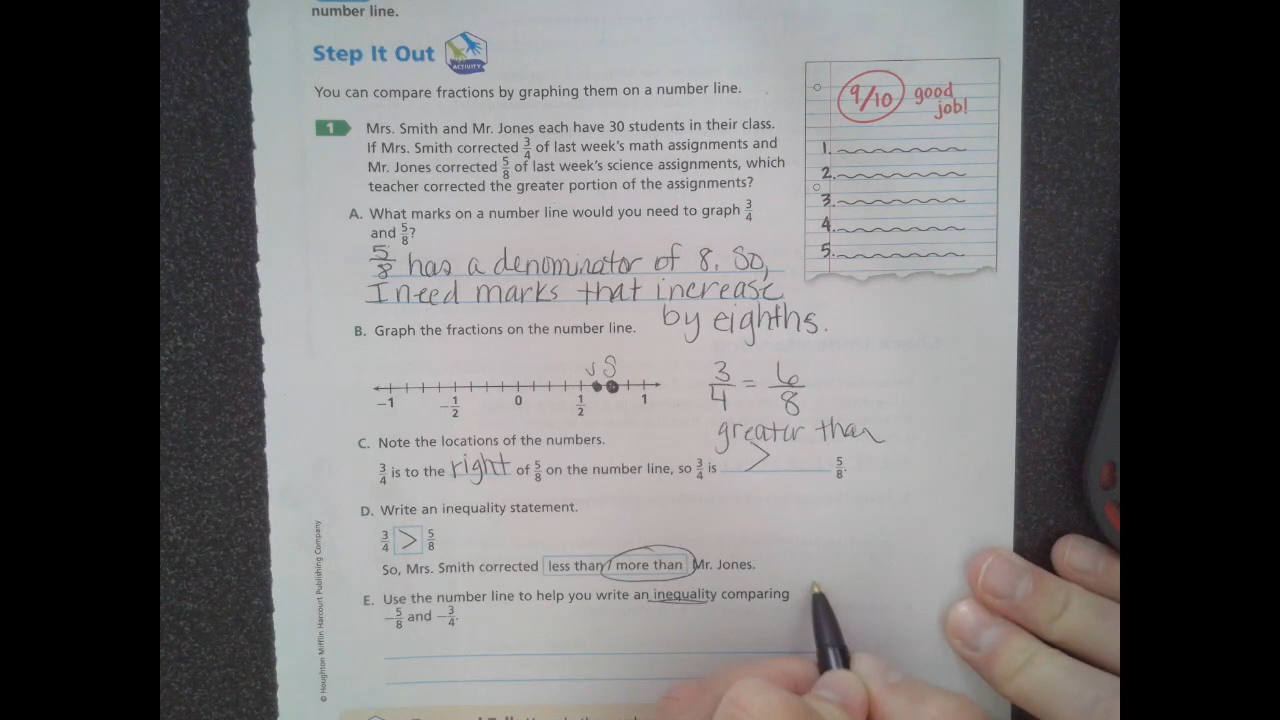 number line.
Step It Out
ACTIVITY
You can compare fractions by graphing them on a number line.
1 Mrs. Smith and Mr. Jones each have 30 students in their class.
If Mrs. Smith corrected 3/4 of last week's math assignments and
Mr. Jones corrected 5/8 of last week's science assignments, which
teacher corrected the greater portion of the assignments?
9/10 good
job!
1.
2.
3.
4.
5.
A. What marks on a number line would you need to graph 3/4
and 5/8?
5/8 has a denominator of 8. So,
I need marks that increase
by eighths.
B. Graph the fractions on the number line.
J S
-1 -1/2 0 1/2 1
3/4 = 6/8
C. Note the locations of the numbers.
greater than
3/4 is to the right of 5/8 on the number line, so 3/4 is > 5/8.
D. Write an inequality statement.
3/4 > 5/8
So, Mrs. Smith corrected less than / more than Mr. Jones.
E. Use the number line to help you write an inequality comparing
-5/8 and -3/4.
© Houghton Mifflin Harcourt Publishing Company